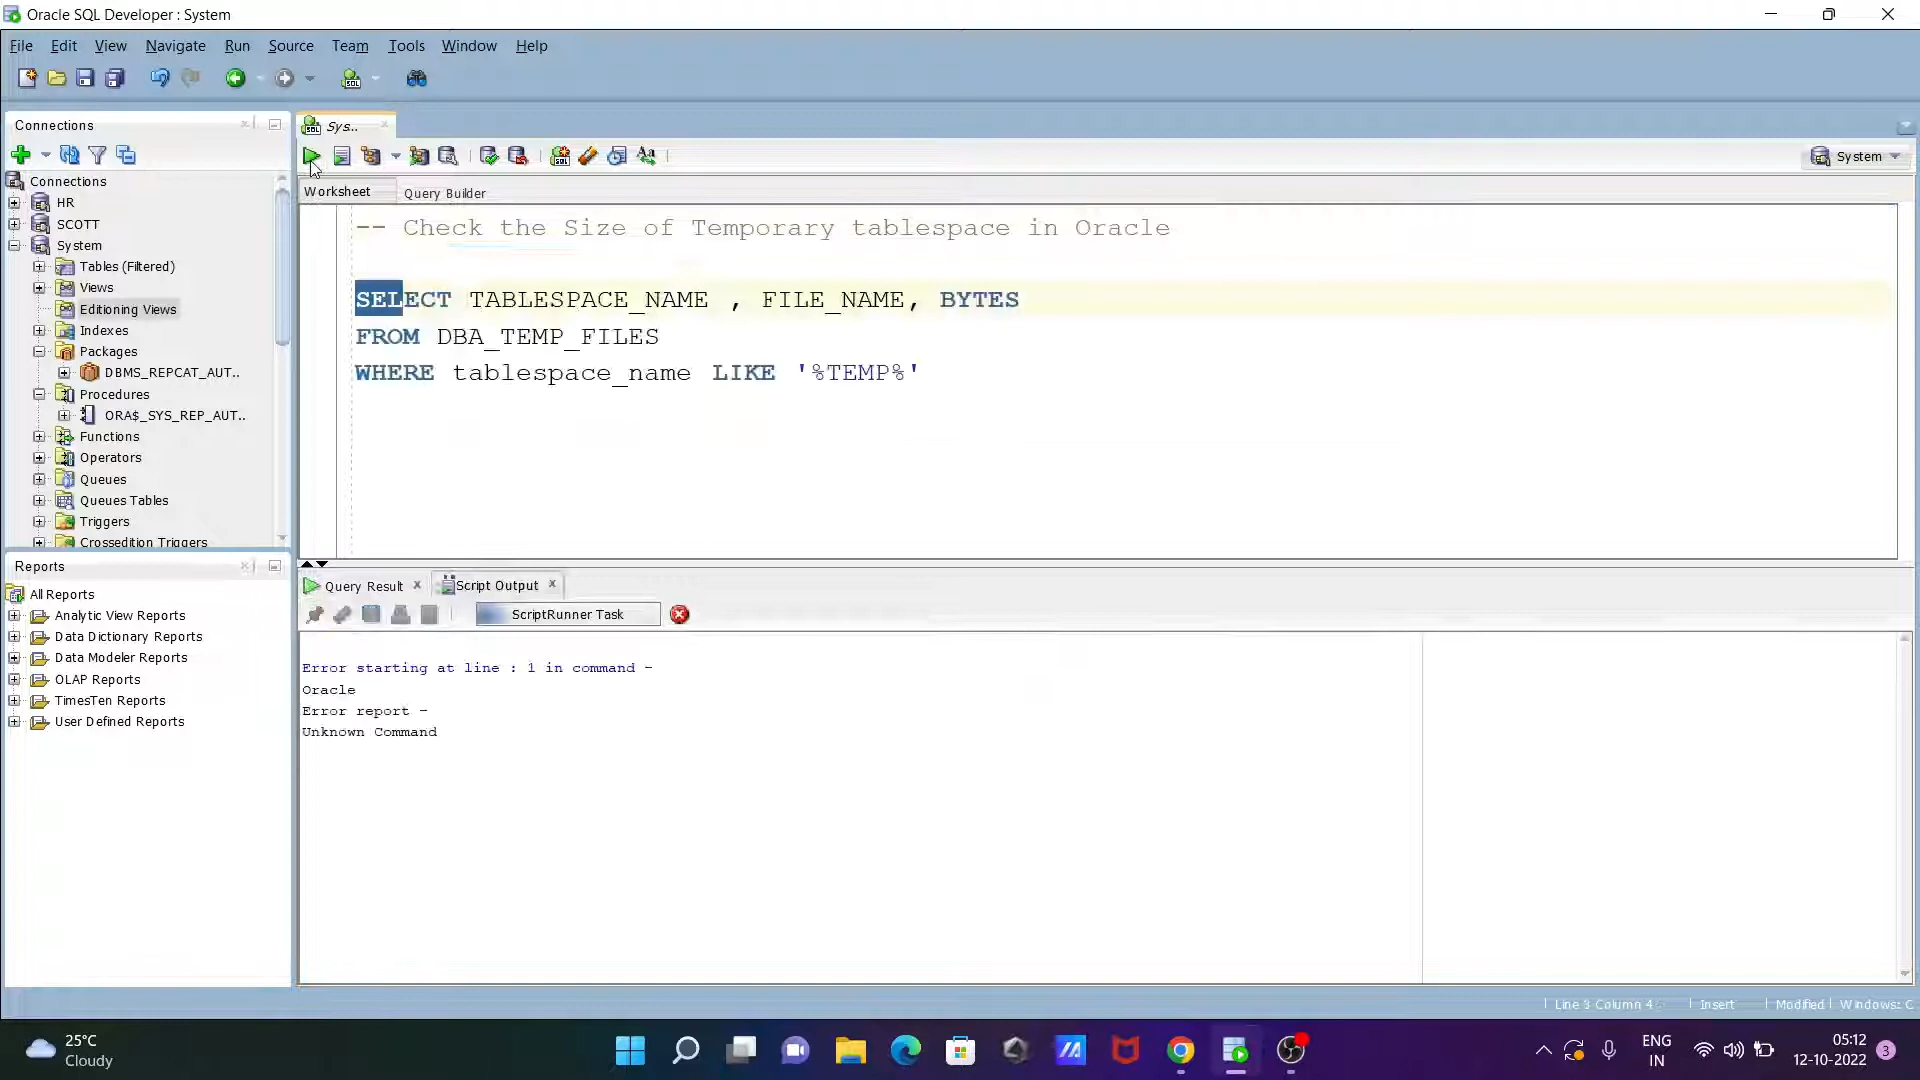 Oracle SQL Developer : System
File Edit View Navigate Run Source Team Tools Window Help
Connections
Sys..
System
Worksheet Query Builder
Connections
HR
SCOTT
System
Tables (Filtered)
Views
Editioning Views
Indexes
Packages
DBMS_REPCAT_AUT..
Procedures
ORA$_SYS_REP_AUT..
Functions
Operators
Queues
Queues Tables
Triggers
Crossedition Triggers
-- Check the Size of Temporary tablespace in Oracle
SELECT TABLESPACE_NAME , FILE_NAME, BYTES
FROM DBA_TEMP_FILES
WHERE tablespace_name LIKE '%TEMP%'
Reports
All Reports
Analytic View Reports
Data Dictionary Reports
Data Modeler Reports
OLAP Reports
TimesTen Reports
User Defined Reports
Query Result Script Output
ScriptRunner Task
Error starting at line : 1 in command -
Oracle
Error report -
Unknown Command
Line 3 Column 4 Insert Modified Windows: C
25°C
Cloudy
ENG
IN
05:12
12-10-2022
3